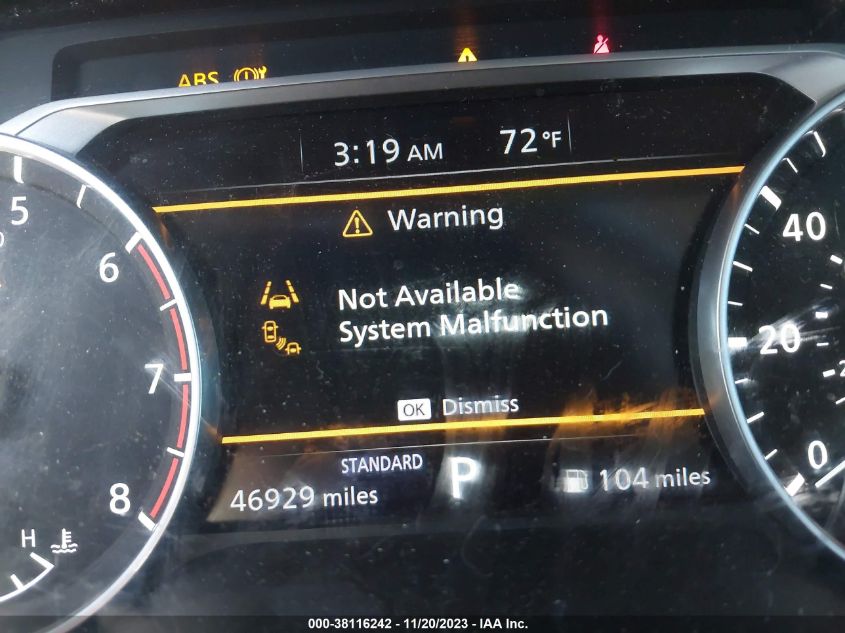 ABS
3:19 AM 72 °F
Warning
Not Available
System Malfunction
OK Dismiss
STANDARD
46929 miles P 104 miles
5
6
7
8
H
40
20
0
000-38116242 - 11/20/2023 - IAA Inc.